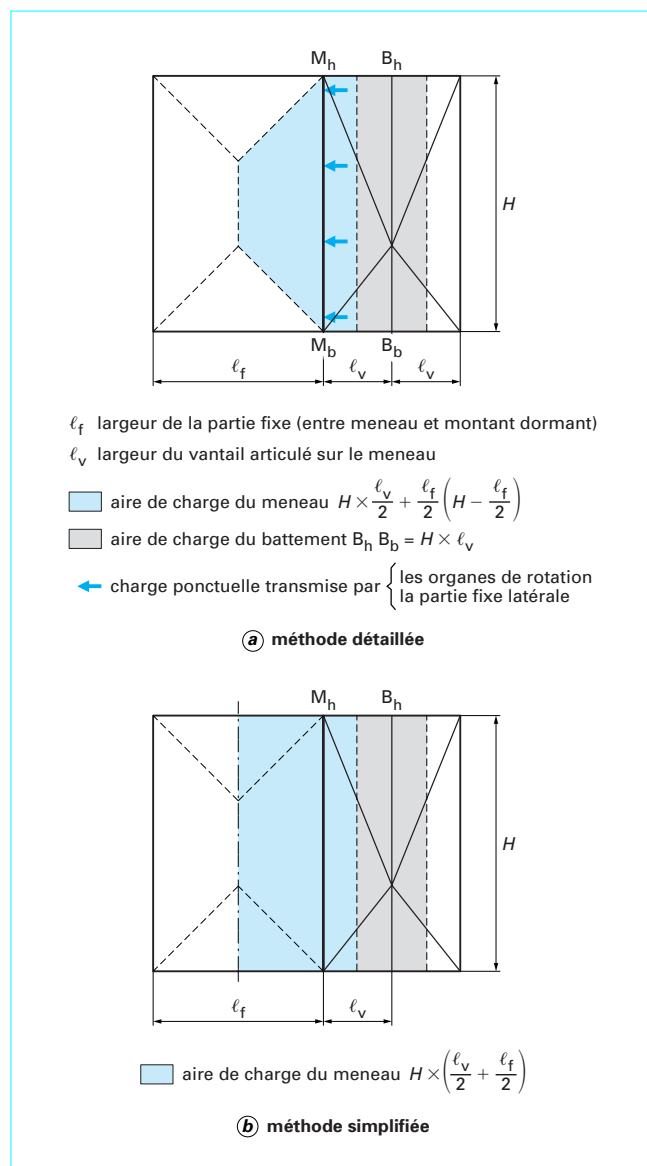 M_h B_h
H
M_b B_b
ℓ_f ℓ_v ℓ_v
ℓ_f largeur de la partie fixe (entre meneau et montant dormant)
ℓ_v largeur du vantail articulé sur le meneau
aire de charge du meneau H × ℓ_v/2 + ℓ_f/2 (H − ℓ_f/2)
aire de charge du battement B_h B_b = H × ℓ_v
charge ponctuelle transmise par { les organes de rotation
la partie fixe latérale
a méthode détaillée
M_h B_h
H
ℓ_f ℓ_v
aire de charge du meneau H × (ℓ_v/2 + ℓ_f/2)
b méthode simplifiée